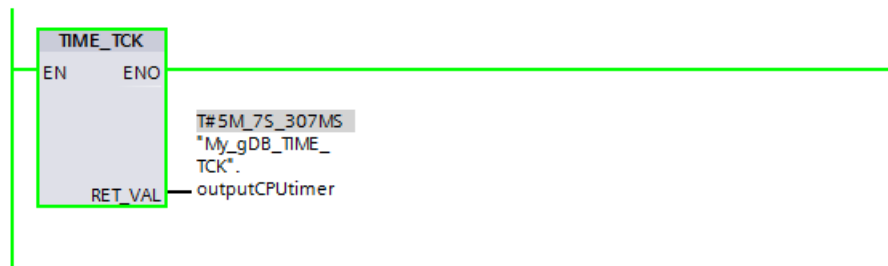 TIME_TCK
EN ENO
T#5M_7S_307MS
"My_gDB_TIME_
TCK".
RET_VAL outputCPUtimer